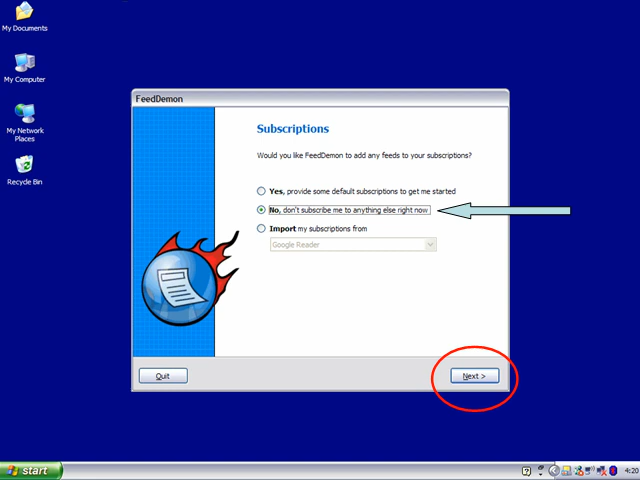 My Documents
My Computer
My Network
Places
Recycle Bin
FeedDemon
Subscriptions
Would you like FeedDemon to add any feeds to your subscriptions?
Yes, provide some default subscriptions to get me started
No, don't subscribe me to anything else right now
Import my subscriptions from
Google Reader
Quit
Next >
start
4:20